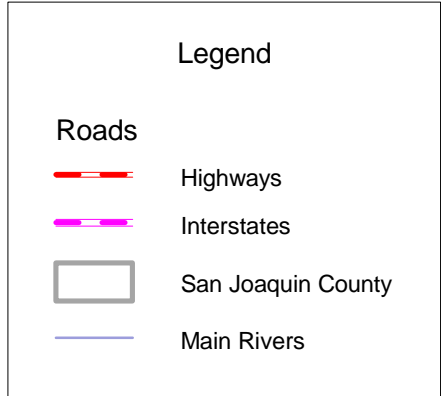 Legend
Roads
Highways
Interstates
San Joaquin County
Main Rivers